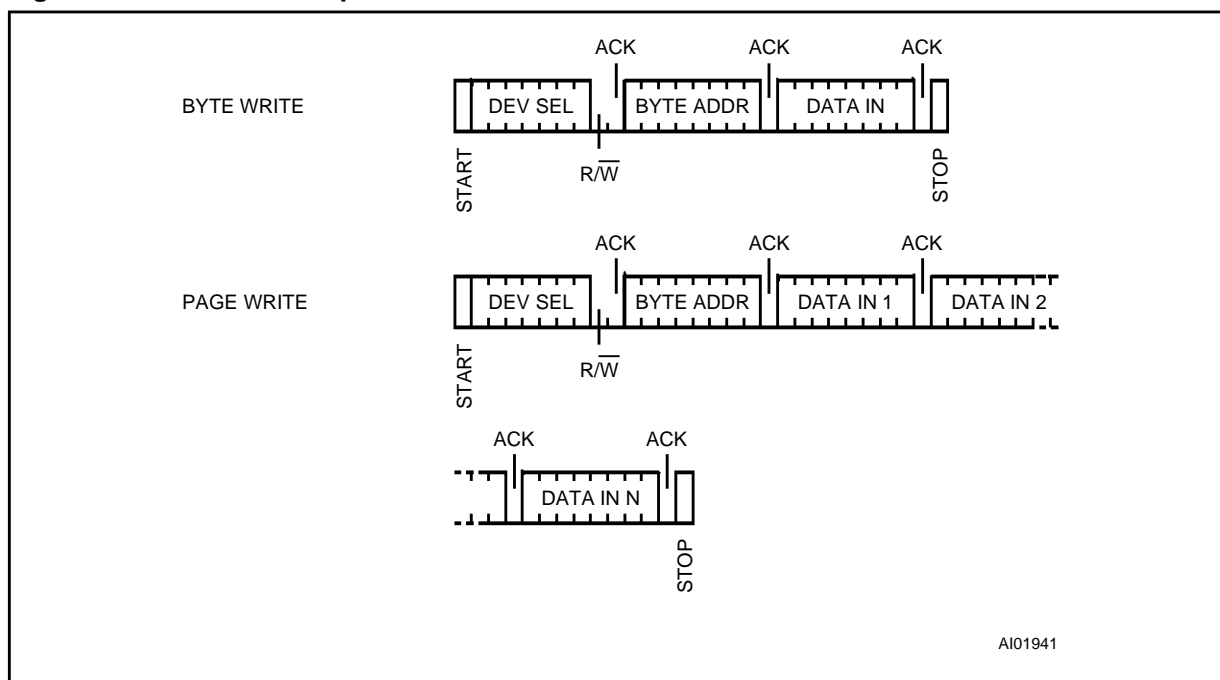 ACK ACK ACK
BYTE WRITE DEV SEL BYTE ADDR DATA IN
START R/W̅ STOP
ACK ACK ACK
PAGE WRITE DEV SEL BYTE ADDR DATA IN 1 DATA IN 2
START R/W̅
ACK ACK
DATA IN N
STOP
AI01941